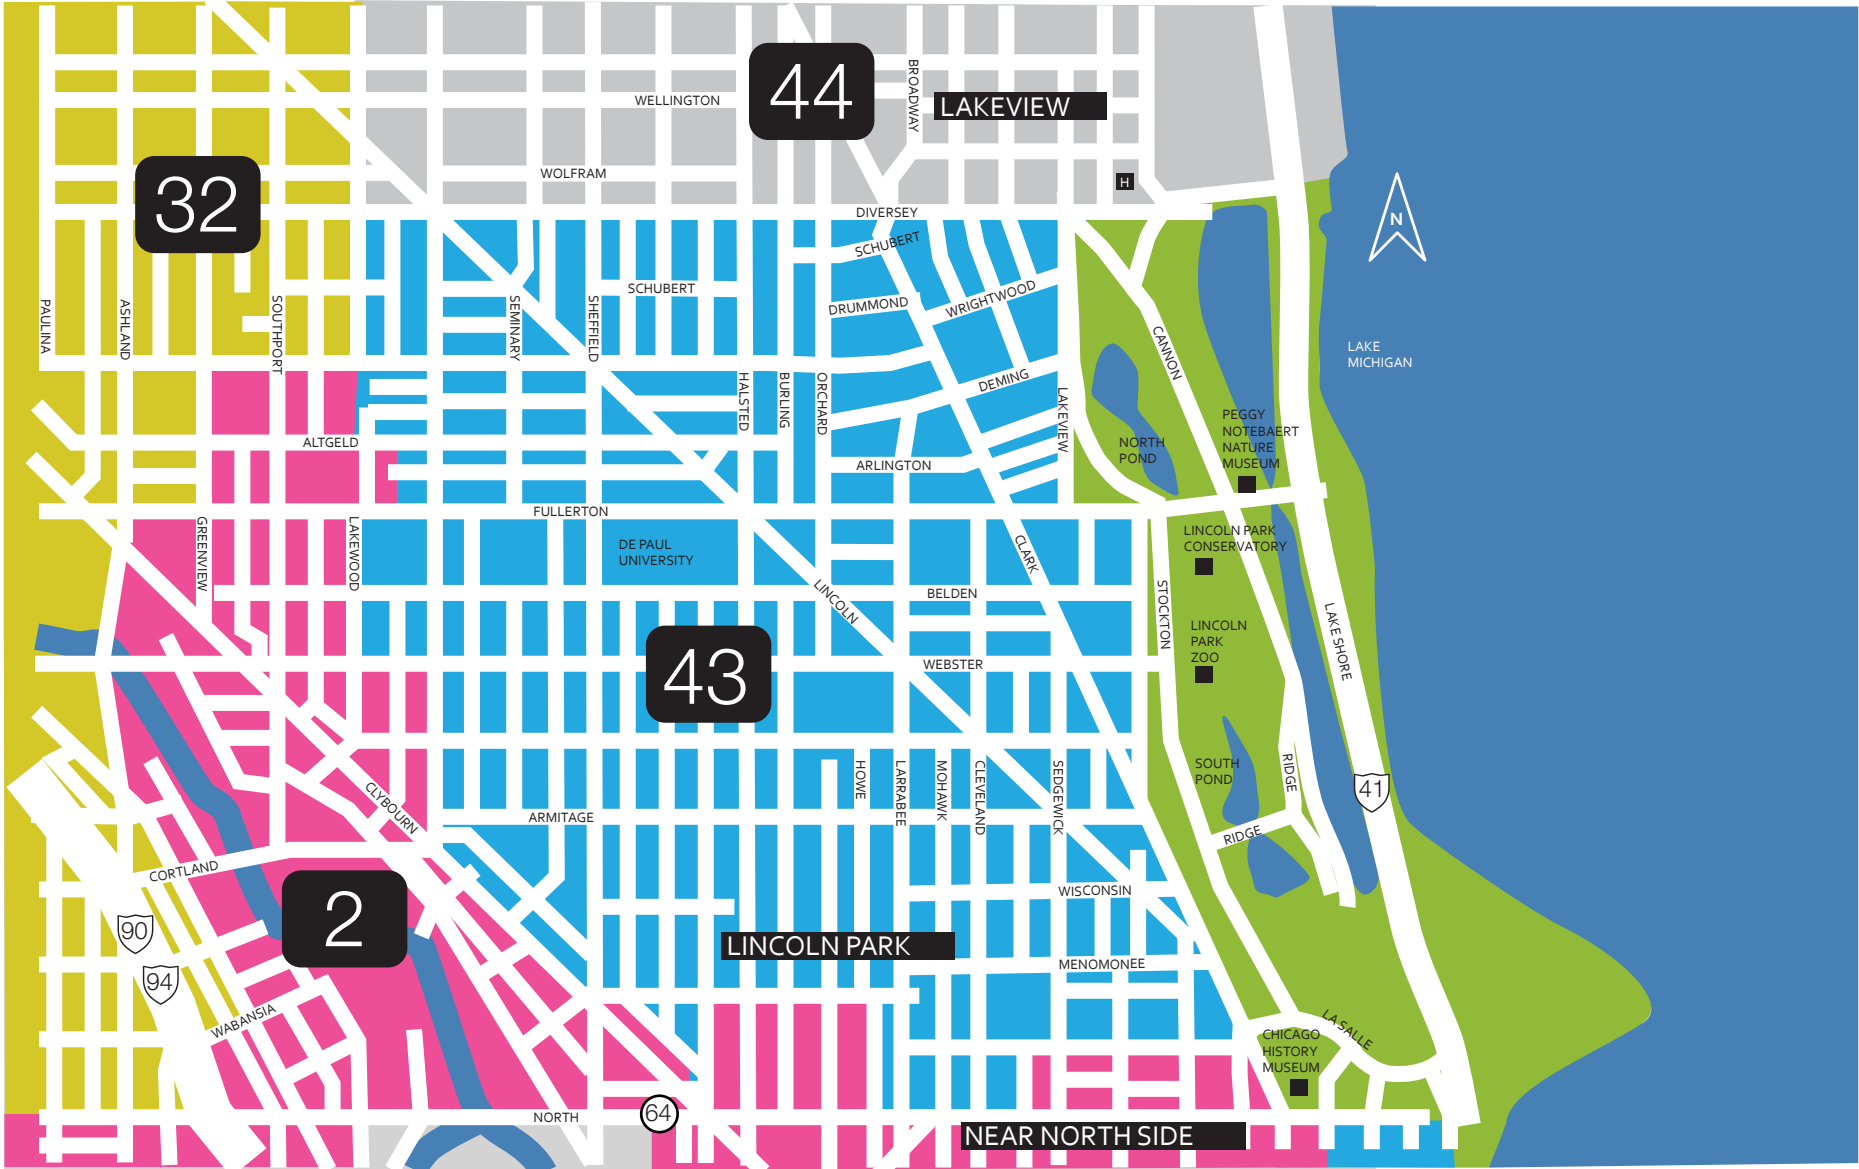 44
BROADWAY
WELLINGTON
LAKEVIEW
32
WOLFRAM
H
DIVERSEY
N
SCHUBERT
SCHUBERT
DRUMMOND
WRIGHTWOOD
PAULINA
ASHLAND
SOUTHPORT
SEMINARY
SHEFFIELD
CANNON
LAKE
MICHIGAN
HALSTED
BURLING
ORCHARD
DEMING
LAKEVIEW
PEGGY
NOTEBAERT
NATURE
MUSEUM
NORTH
POND
ALTGELD
ARLINGTON
FULLERTON
GREENVIEW
LAKEWOOD
DE PAUL
UNIVERSITY
CLARK
LINCOLN PARK
CONSERVATORY
LINCOLN
BELDEN
STOCKTON
LAKE SHORE
LINCOLN
PARK
ZOO
43
WEBSTER
SOUTH
POND
RIDGE
41
HOWE
LARRABEE
MOHAWK
CLEVELAND
SEDGEWICK
CLYBOURN
ARMITAGE
RIDGE
CORTLAND
WISCONSIN
2
90
LINCOLN PARK
94
MENOMONEE
WABANSIA
LA SALLE
CHICAGO
HISTORY
MUSEUM
NORTH
64
NEAR NORTH SIDE